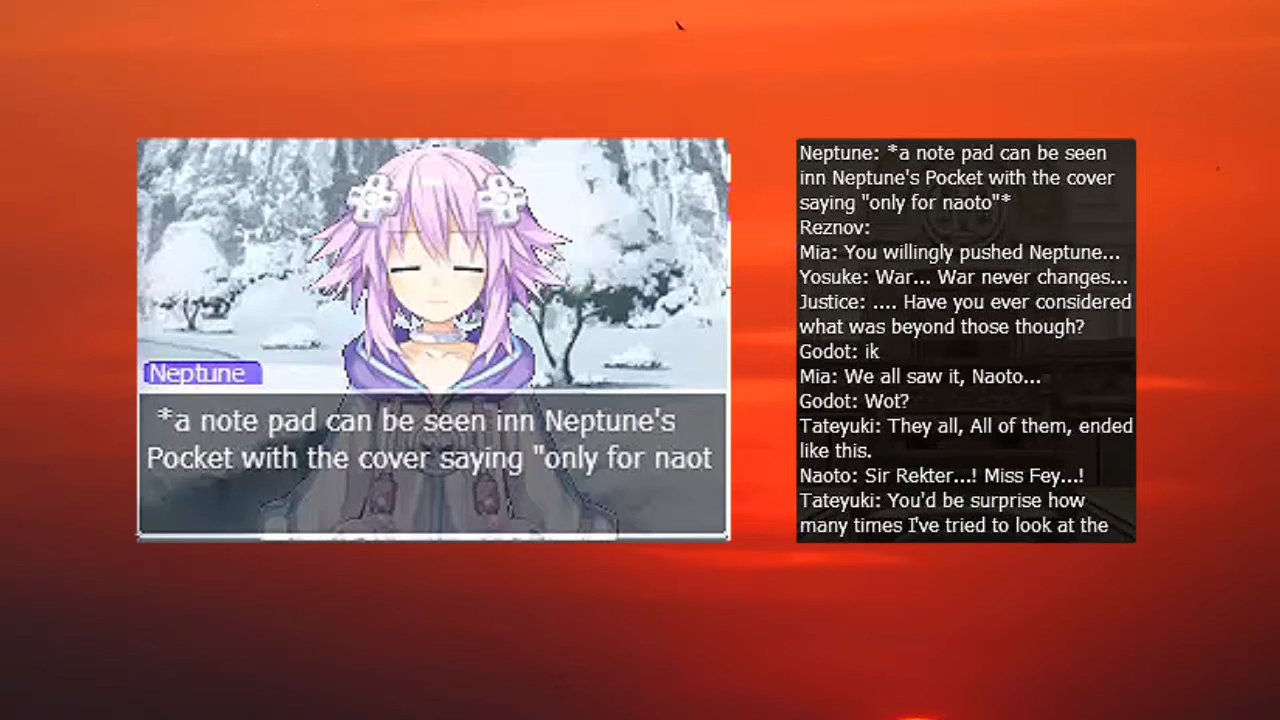 Neptune
*a note pad can be seen inn Neptune's
Pocket with the cover saying "only for naot
Neptune: *a note pad can be seen
inn Neptune's Pocket with the cover
saying "only for naoto"*
Reznov:
Mia: You willingly pushed Neptune...
Yosuke: War... War never changes...
Justice: .... Have you ever considered
what was beyond those though?
Godot: ik
Mia: We all saw it, Naoto...
Godot: Wot?
Tateyuki: They all, All of them, ended
like this.
Naoto: Sir Rekter...! Miss Fey...!
Tateyuki: You'd be surprise how
many times I've tried to look at the